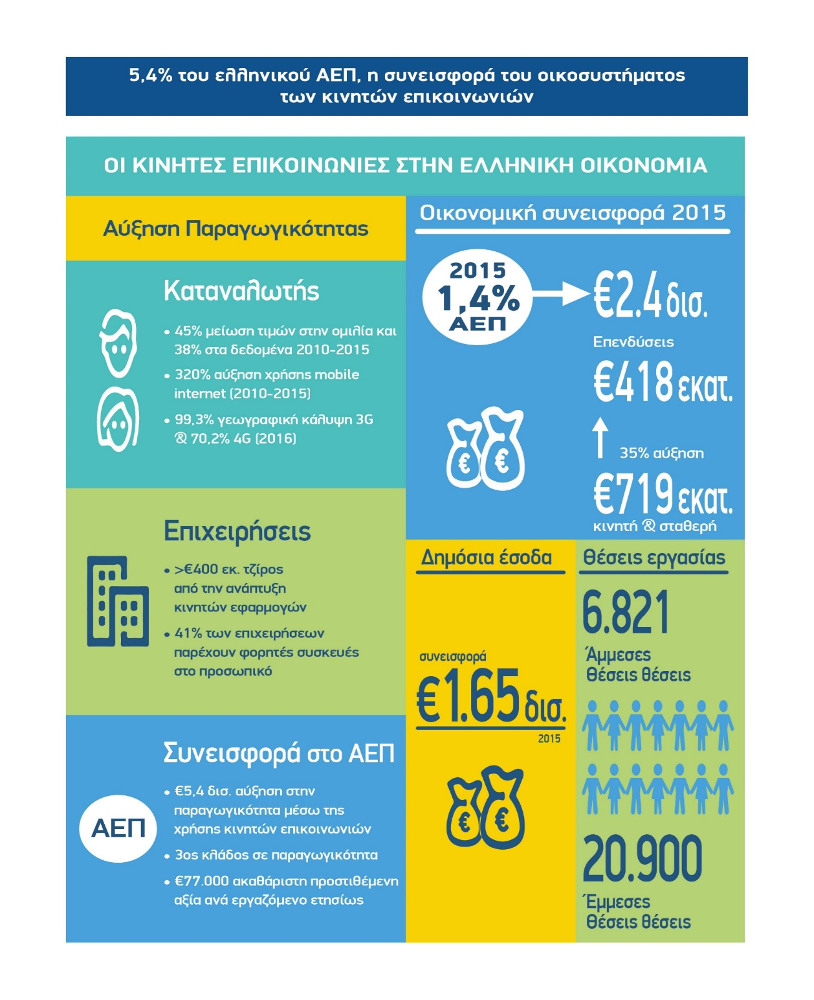 5,4% του ελληνικού ΑΕΠ, η συνεισφορά του οικοσυστήματος
των κινητών επικοινωνιών
ΟΙ ΚΙΝΗΤΕΣ ΕΠΙΚΟΙΝΩΝΙΕΣ ΣΤΗΝ ΕΛΛΗΝΙΚΗ ΟΙΚΟΝΟΜΙΑ
Αύξηση Παραγωγικότητας
Καταναλωτής
• 45% μείωση τιμών στην ομιλία και
38% στα δεδομένα 2010-2015
• 320% αύξηση χρήσης mobile
internet (2010-2015)
• 99,3% γεωγραφική κάλυψη 3G
& 70,2% 4G (2016)
Επιχειρήσεις
• >€400 εκ. τζίρος
από την ανάπτυξη
κινητών εφαρμογών
• 41% των επιχειρήσεων
παρέχουν φορητές συσκευές
στο προσωπικό
ΑΕΠ
Συνεισφορά στο ΑΕΠ
• €5,4 δισ. αύξηση στην
παραγωγικότητα μέσω της
χρήσης κινητών επικοινωνιών
• 3ος κλάδος σε παραγωγικότητα
• €77.000 ακαθάριστη προστιθέμενη
αξία ανά εργαζόμενο ετησίως
Οικονομική συνεισφορά 2015
2015
1,4%
ΑΕΠ
€2.4 δισ.
Επενδύσεις
€418 εκατ.
35% αύξηση
€719 εκατ.
κινητή & σταθερή
€ €
Δημόσια έσοδα
συνεισφορά
€1.65 δισ.
2015
€ €
Θέσεις εργασίας
6.821
Άμμεσες
Θέσεις θέσεις
20.900
Έμμεσες
Θέσεις θέσεις